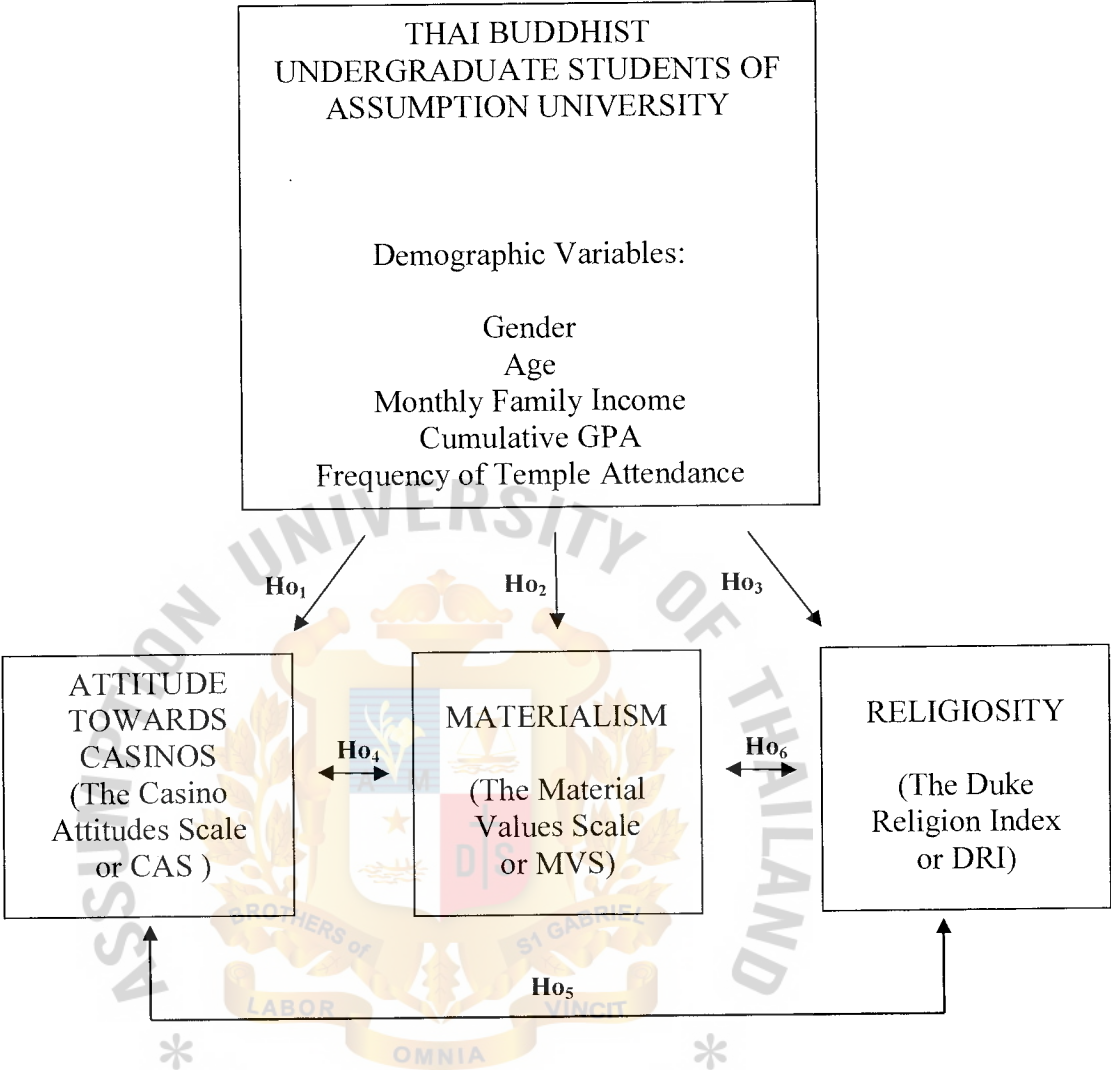 THAI BUDDHIST
UNDERGRADUATE STUDENTS OF
ASSUMPTION UNIVERSITY
Demographic Variables:
Gender
Age
Monthly Family Income
Cumulative GPA
Frequency of Temple Attendance
Ho₁
Ho₂
Ho₃
ATTITUDE
TOWARDS
CASINOS
(The Casino
Attitudes Scale
or CAS )
Ho₄
MATERIALISM
(The Material
Values Scale
or MVS)
Ho₆
RELIGIOSITY
(The Duke
Religion Index
or DRI)
Ho₅
ASSUMPTION UNIVERSITY OF THAILAND
A M
D S
BROTHERS of
S1 GABRIEL
LABOR
OMNIA
VINCIT
* *